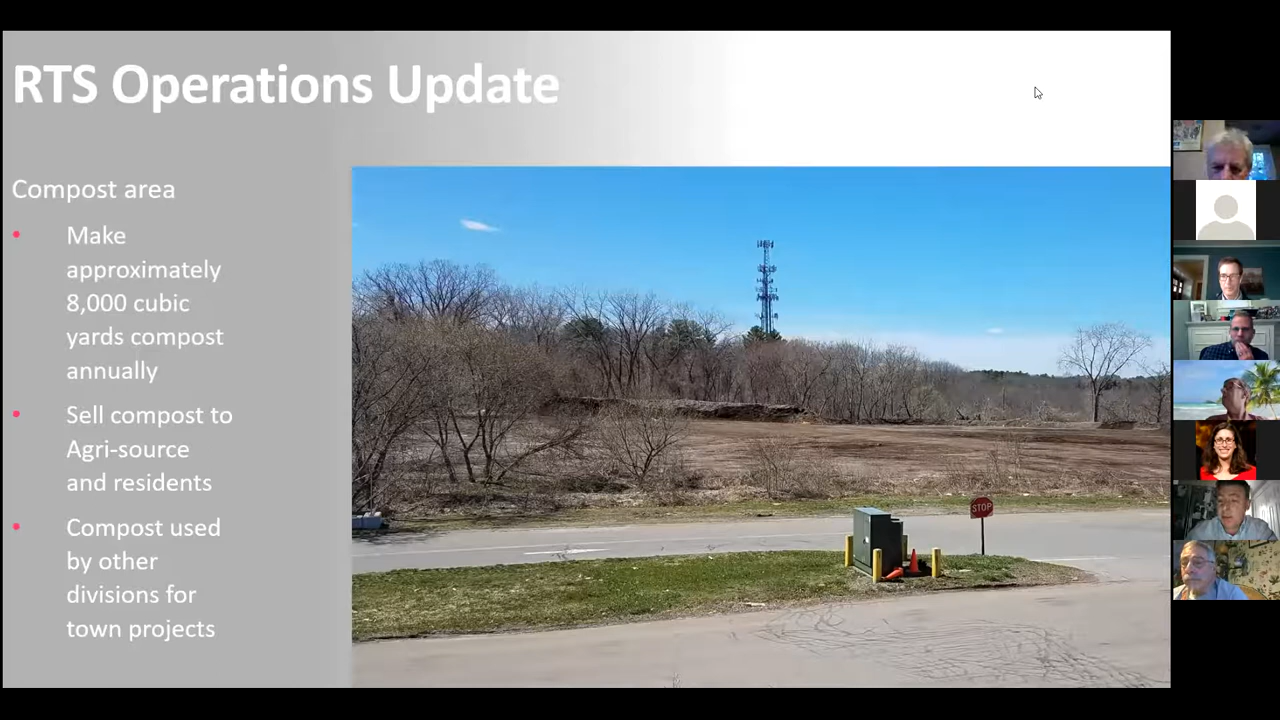 RTS Operations Update
Compost area
• Make
approximately
8,000 cubic
yards compost
annually
• Sell compost to
Agri-source
and residents
• Compost used
by other
divisions for
town projects
STOP